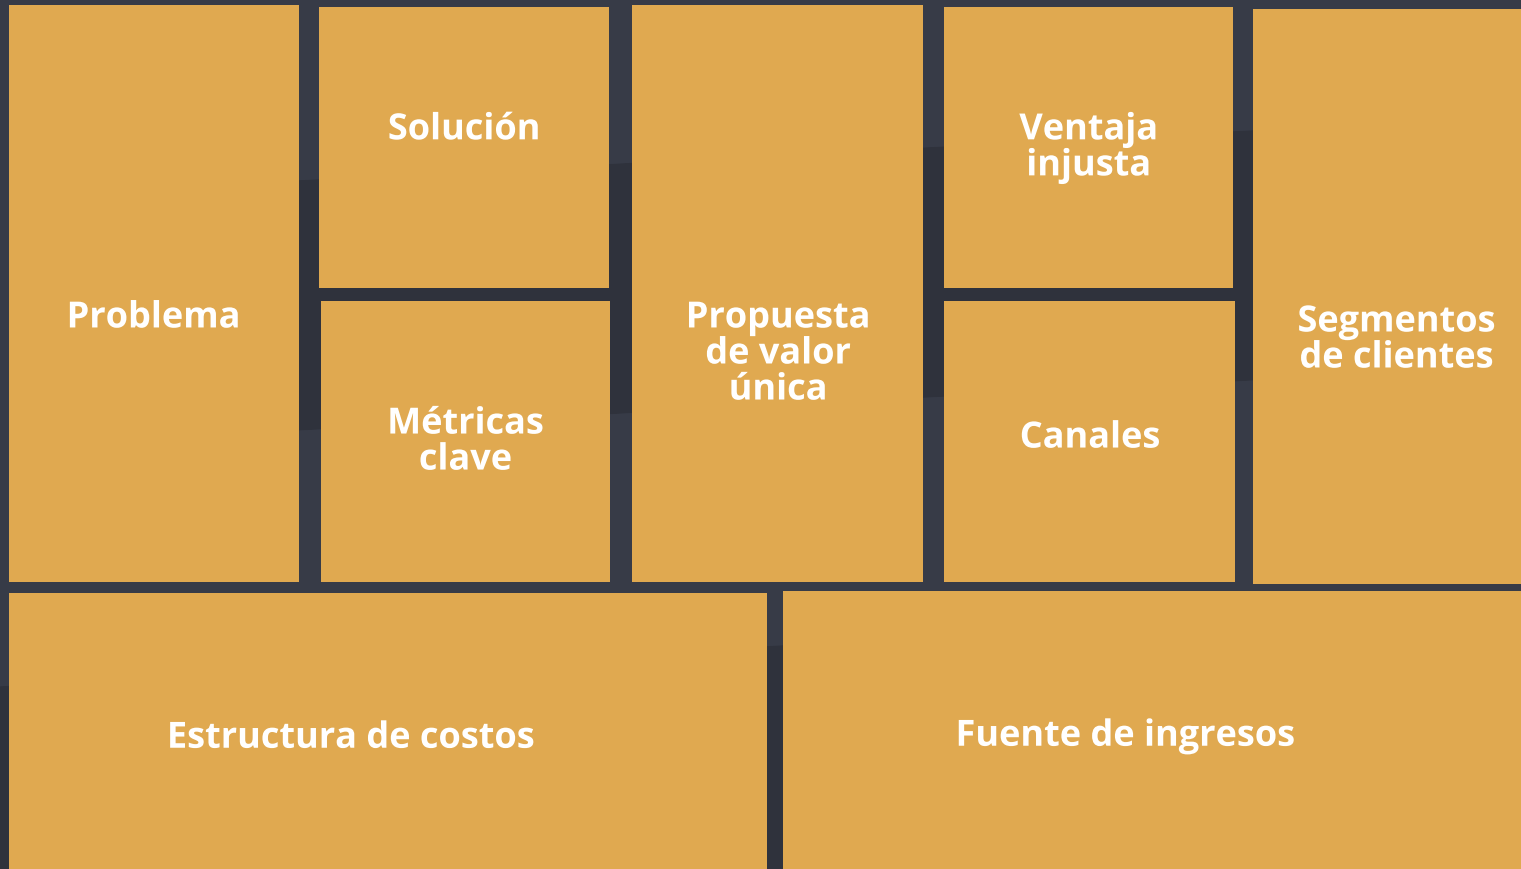 Problema
Solución
Métricas
clave
Propuesta
de valor
única
Ventaja
injusta
Canales
Segmentos
de clientes
Estructura de costos
Fuente de ingresos